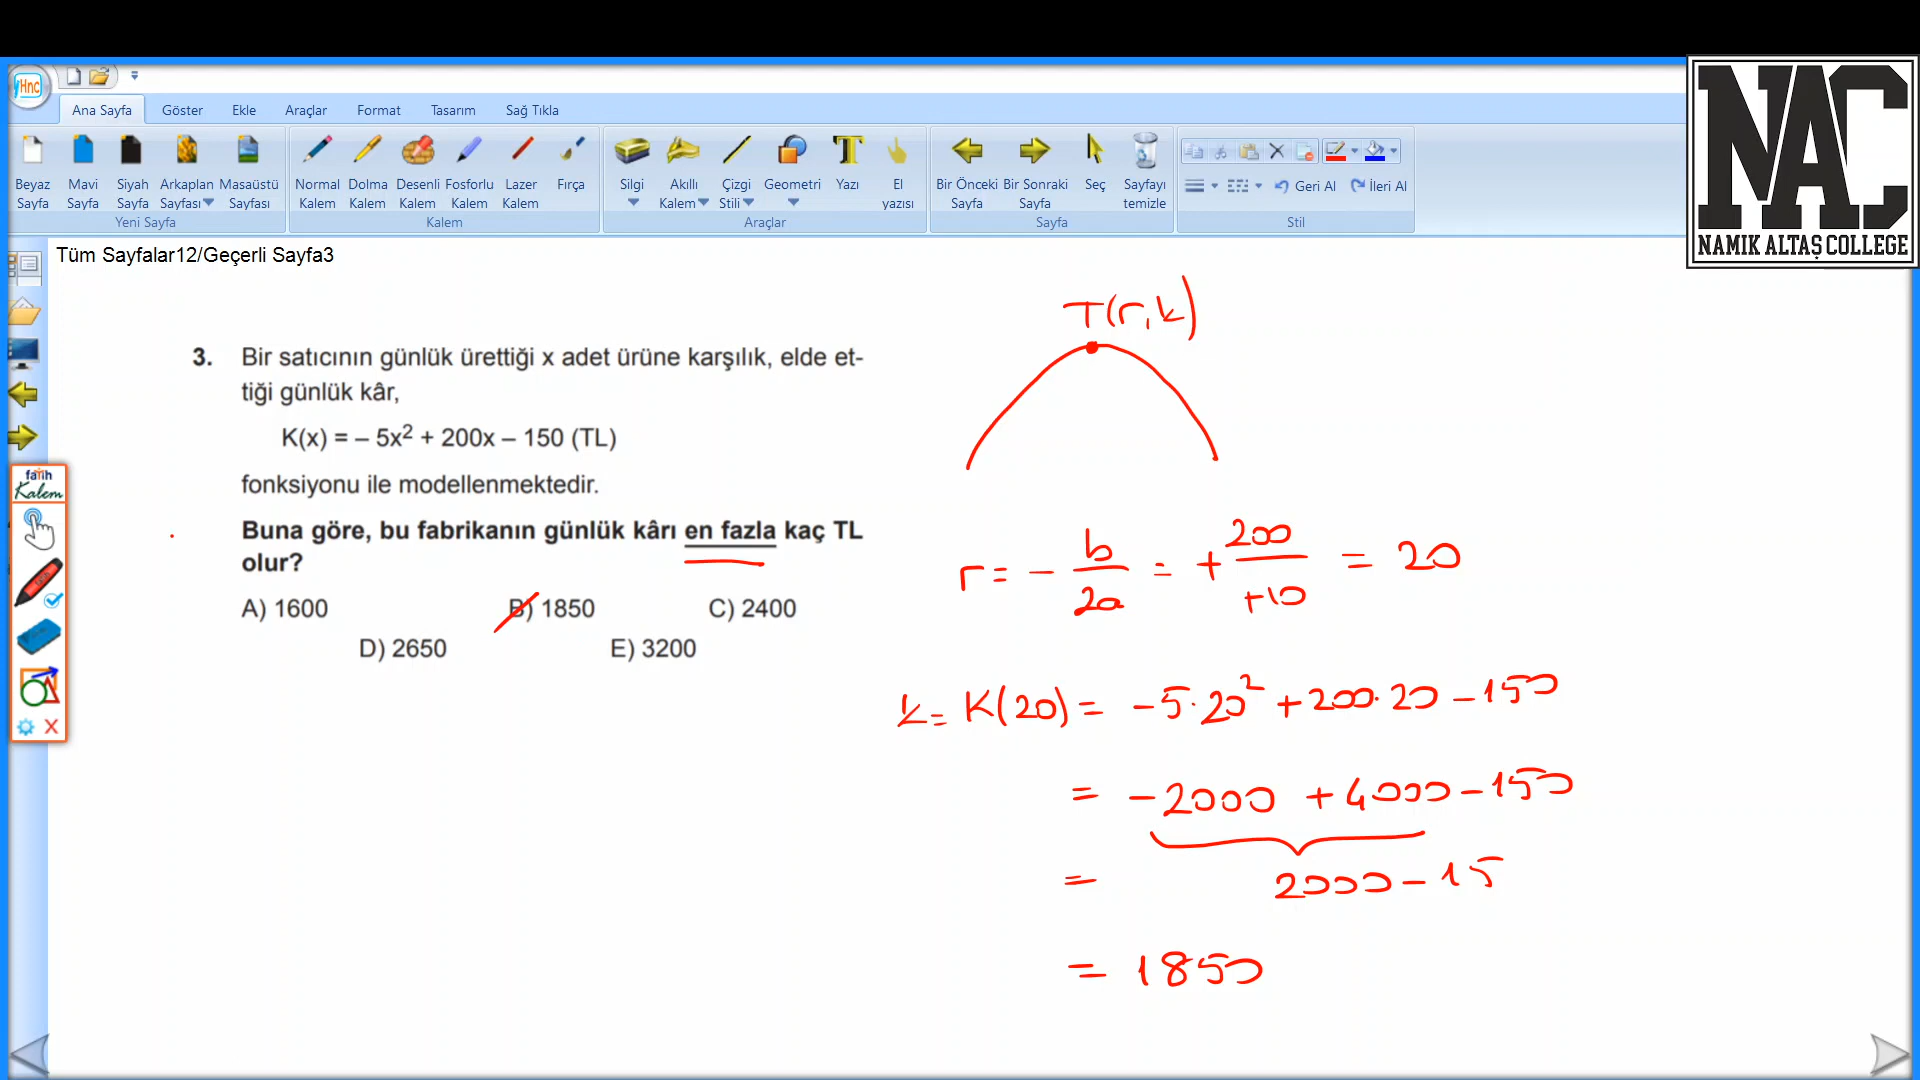 Hnc
Ana Sayfa Göster Ekle Araçlar Format Tasarım Sağ Tıkla
Beyaz Sayfa Mavi Sayfa Siyah Sayfa Arkaplan Sayfası Masaüstü Sayfası
Yeni Sayfa
Normal Kalem Dolma Kalem Desenli Kalem Fosforlu Kalem Lazer Kalem Fırça
Kalem
Silgi Akıllı Kalem Çizgi Stili Geometri Yazı El yazısı
Araçlar
Bir Önceki Sayfa Bir Sonraki Sayfa Seç Sayfayı temizle
Sayfa
Geri Al İleri Al
Stil
NAC
NAMIK ALTAŞ COLLEGE
Tüm Sayfalar12/Geçerli Sayfa3
fatih
Kalem
3. Bir satıcının günlük ürettiği x adet ürüne karşılık, elde et-
tiği günlük kâr,
K(x) = – 5x² + 200x – 150 (TL)
fonksiyonu ile modellenmektedir.
Buna göre, bu fabrikanın günlük kârı en fazla kaç TL
olur?
A) 1600 B) 1850 C) 2400
D) 2650 E) 3200
T(r,k)
r = - b/2a = + 200/+10 = 20
k = K(20) = -5·20² + 200·20 - 150
= -2000 + 4000 - 150
= 2000 - 15
= 1850